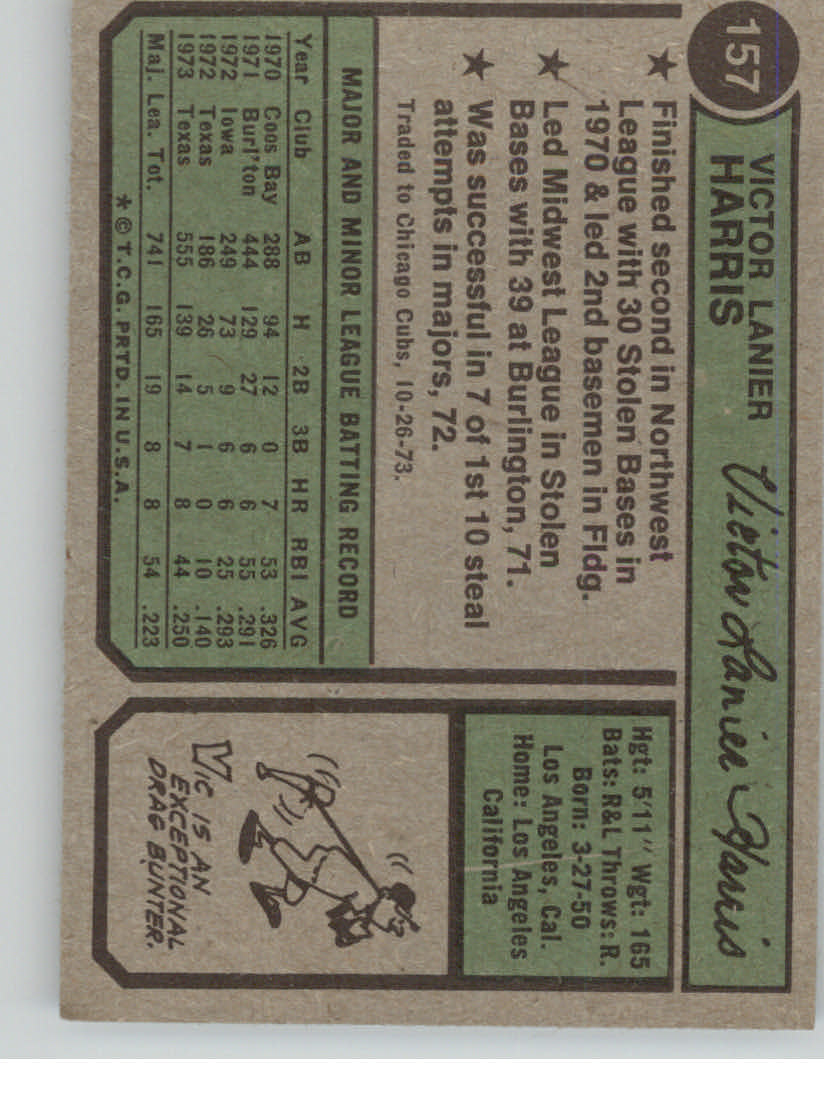 157
VICTOR LANIER
HARRIS
Victor Lanier Harris
★ Finished second in Northwest
League with 30 Stolen Bases in
1970 & led 2nd basemen in Fldg.
★ Led Midwest League in Stolen
Bases with 39 at Burlington, 71.
★ Was successful in 7 of 1st 10 steal
attempts in majors, 72.
Traded to Chicago Cubs, 10-26-73.
MAJOR AND MINOR LEAGUE BATTING RECORD
Year Club AB H 2B 3B HR RBI AVG
1970 Coos Bay 288 94 12 0 7 53 .326
1971 Burl'ton 444 129 27 6 6 55 .291
1972 Iowa 249 73 9 6 6 25 .293
1972 Texas 186 26 5 1 0 10 .140
1973 Texas 555 139 14 7 8 44 .250
Maj. Lea. Tot. 741 165 19 8 8 54 .223
* © T.C.G. PRTD. IN U.S.A.
Hgt: 5'11" Wgt: 165
Bats: R&L Throws: R.
Born: 3-27-50
Los Angeles, Cal.
Home: Los Angeles
California
VIC IS AN
EXCEPTIONAL
DRAG BUNTER.